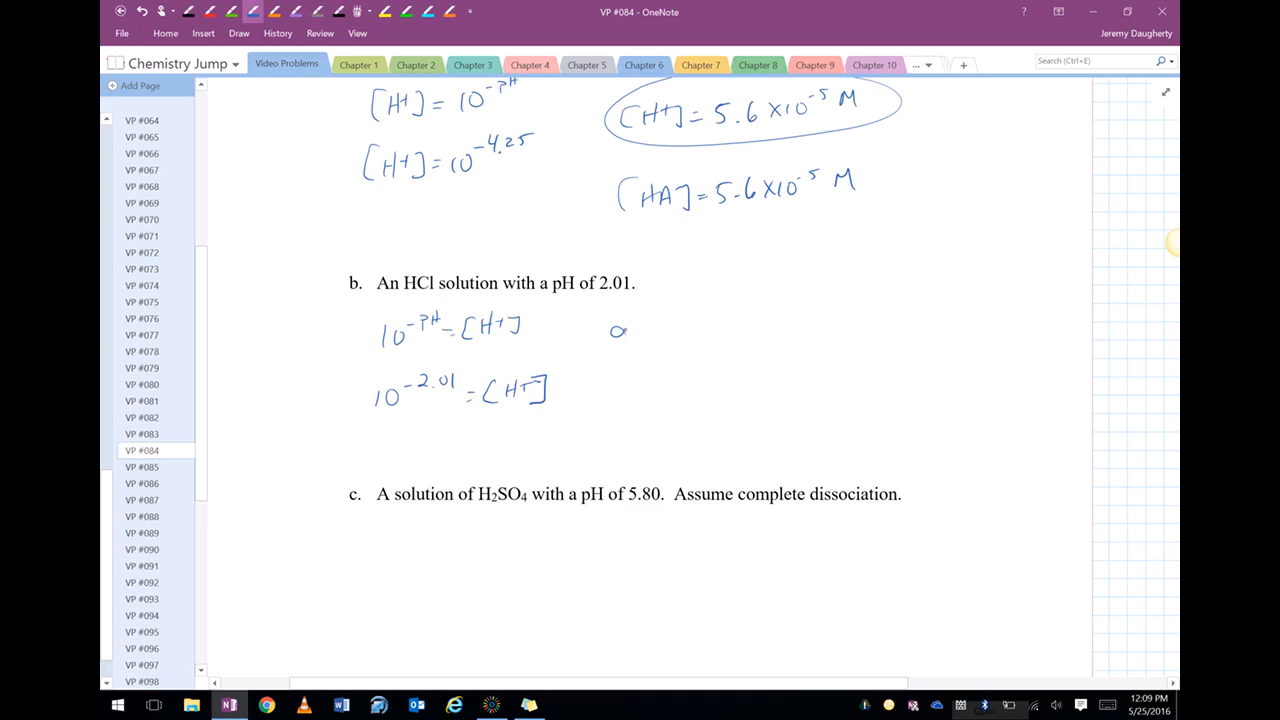 VP #084 - OneNote
?
File Home Insert Draw History Review View
Jeremy Daugherty
Chemistry Jump
Video Problems
Chapter 1
Chapter 2
Chapter 3
Chapter 4
Chapter 5
Chapter 6
Chapter 7
Chapter 8
Chapter 9
Chapter 10
...
Search (Ctrl+E)
Add Page
VP #064
VP #065
VP #066
VP #067
VP #068
VP #069
VP #070
VP #071
VP #072
VP #073
VP #074
VP #075
VP #076
VP #077
VP #078
VP #079
VP #080
VP #081
VP #082
VP #083
VP #084
VP #085
VP #086
VP #087
VP #088
VP #089
VP #090
VP #091
VP #092
VP #093
VP #094
VP #095
VP #096
VP #097
VP #098
[H+] = 10^-pH
[H+] = 10^-4.25
[H+] = 5.6 x10^-5 M
[HA] = 5.6 x10^-5 M
b. An HCl solution with a pH of 2.01.
10^-pH = [H+]
10^-2.01 = [H+]
c. A solution of H₂SO₄ with a pH of 5.80. Assume complete dissociation.
12:09 PM
5/25/2016